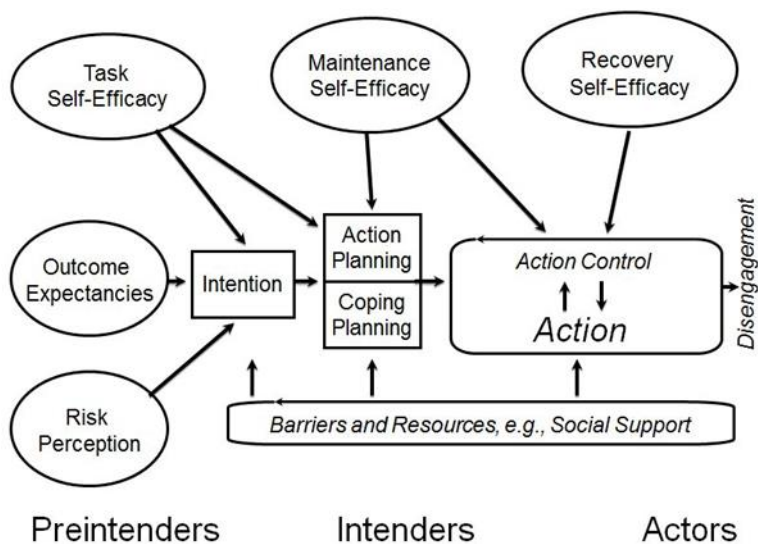 Task
Self-Efficacy
Maintenance
Self-Efficacy
Recovery
Self-Efficacy
Outcome
Expectancies
Intention
Action
Planning
Coping
Planning
Action Control
Action
Disengagement
Risk
Perception
Barriers and Resources, e.g., Social Support
Preintenders
Intenders
Actors